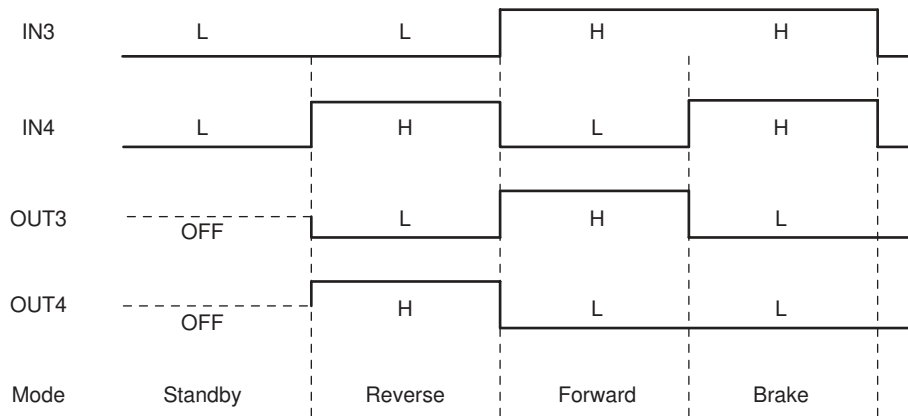 IN3 L L H H
IN4 L H L H
OUT3 OFF L H L
OUT4 OFF H L L
Mode Standby Reverse Forward Brake